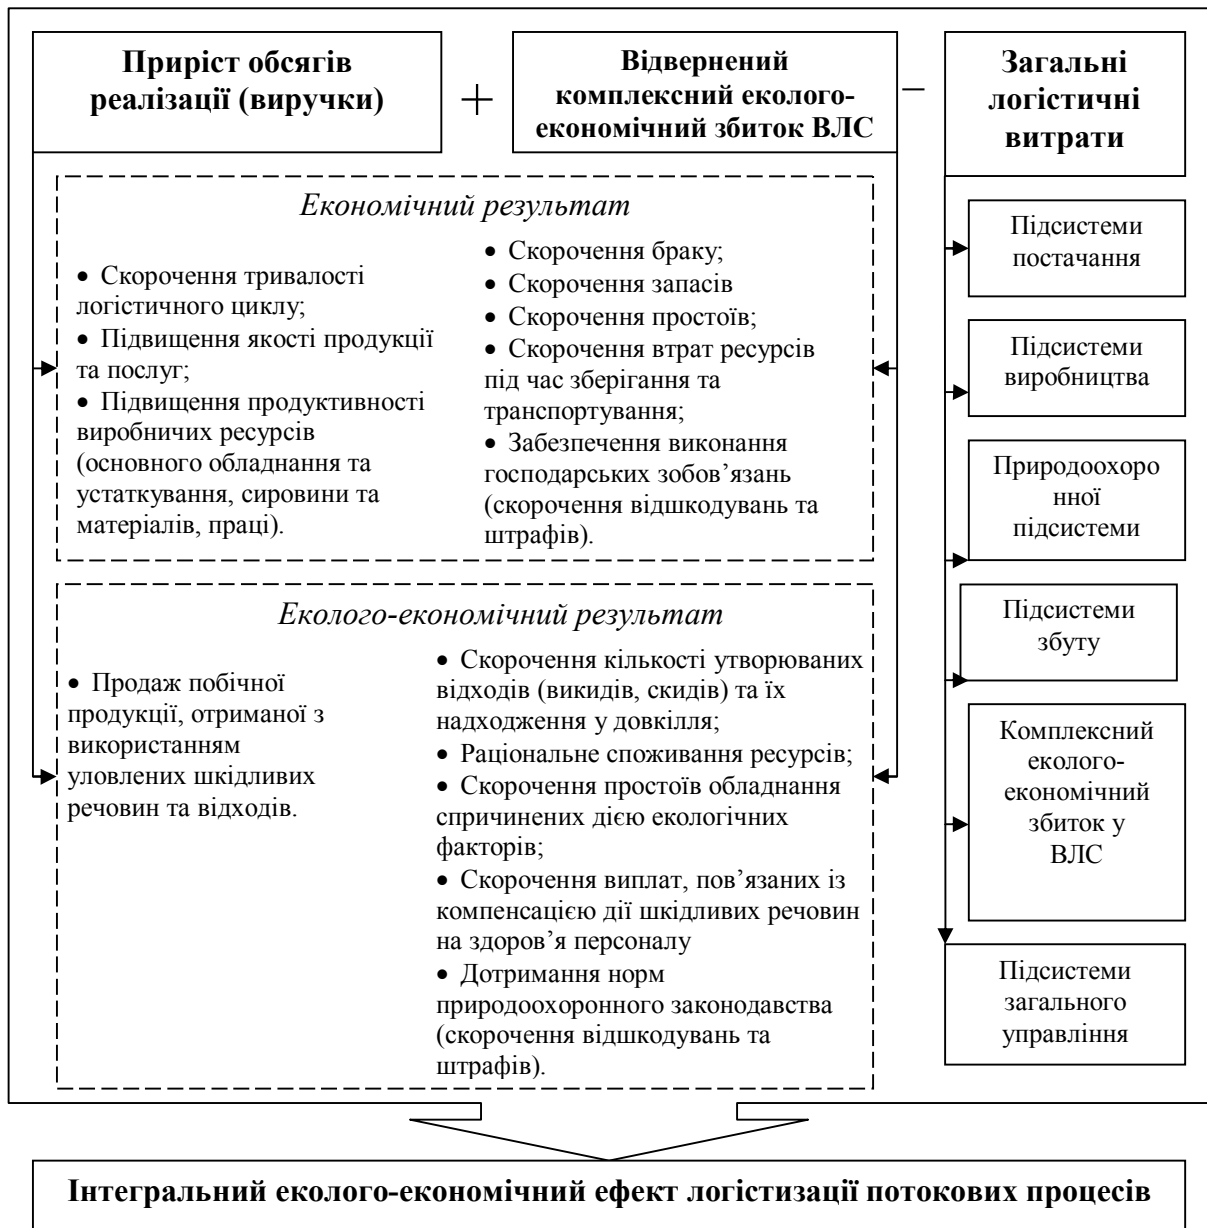 Приріст обсягів
реалізації (виручки)
+
Відвернений
комплексний еколого-
економічний збиток ВЛС
−
Загальні
логістичні
витрати
Економічний результат
• Скорочення тривалості
логістичного циклу;
• Підвищення якості продукції
та послуг;
• Підвищення продуктивності
виробничих ресурсів
(основного обладнання та
устаткування, сировини та
матеріалів, праці).
• Скорочення браку;
• Скорочення запасів
• Скорочення простоїв;
• Скорочення втрат ресурсів
під час зберігання та
транспортування;
• Забезпечення виконання
господарських зобов’язань
(скорочення відшкодувань та
штрафів).
Еколого-економічний результат
• Продаж побічної
продукції, отриманої з
використанням
уловлених шкідливих
речовин та відходів.
• Скорочення кількості утворюваних
відходів (викидів, скидів) та їх
надходження у довкілля;
• Раціональне споживання ресурсів;
• Скорочення простоїв обладнання
спричинених дією екологічних
факторів;
• Скорочення виплат, пов’язаних із
компенсацією дії шкідливих речовин
на здоров’я персоналу
• Дотримання норм
природоохоронного законодавства
(скорочення відшкодувань та
штрафів).
Підсистеми
постачання
Підсистеми
виробництва
Природоохоро
нної
підсистеми
Підсистеми
збуту
Комплексний
еколого-
економічний
збиток у
ВЛС
Підсистеми
загального
управління
Інтегральний еколого-економічний ефект логістизації потокових процесів